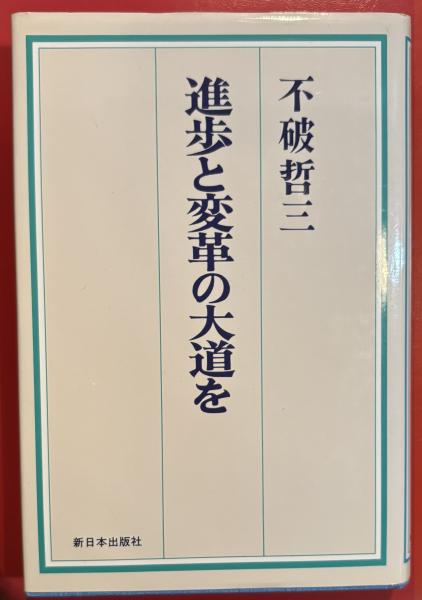 不破哲三
進歩と変革の大道を
新日本出版社